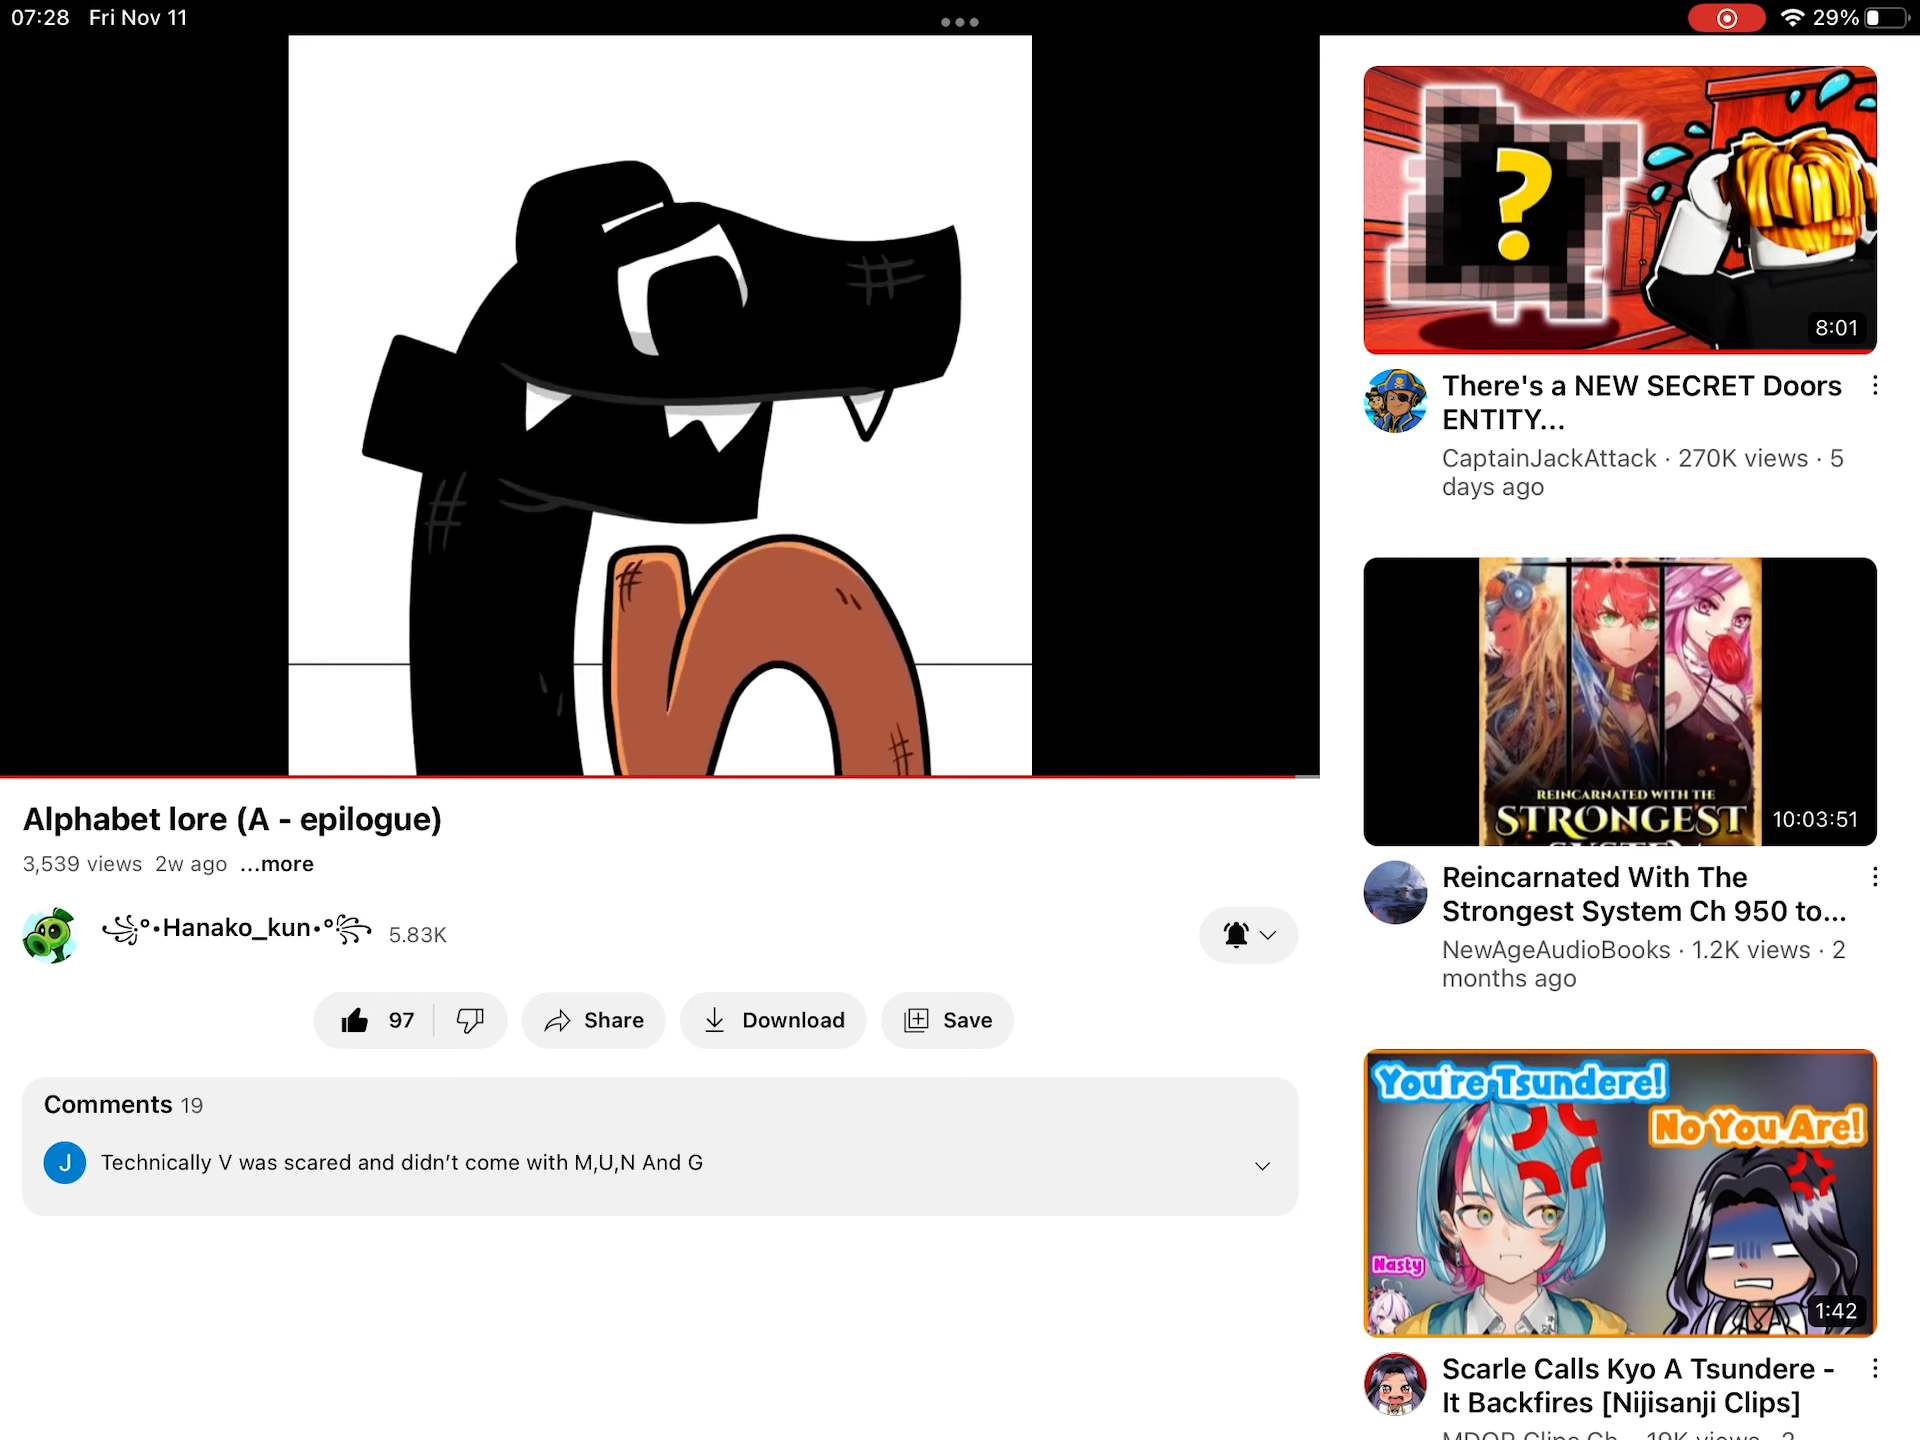 07:28 Fri Nov 11
29%
Alphabet lore (A - epilogue)
3,539 views 2w ago ...more
꧁༺°•Hanako_kun•°༻꧂ 5.83K
97
Share
Download
Save
Comments 19
J
Technically V was scared and didn't come with M,U,N And G
?
8:01
There's a NEW SECRET Doors
ENTITY...
CaptainJackAttack · 270K views · 5
days ago
REINCARNATED WITH THE
STRONGEST
SYSTEM
10:03:51
Reincarnated With The
Strongest System Ch 950 to...
NewAgeAudioBooks · 1.2K views · 2
months ago
You're Tsundere!
No You Are!
Nasty
1:42
Scarle Calls Kyo A Tsundere -
It Backfires [Nijisanji Clips]